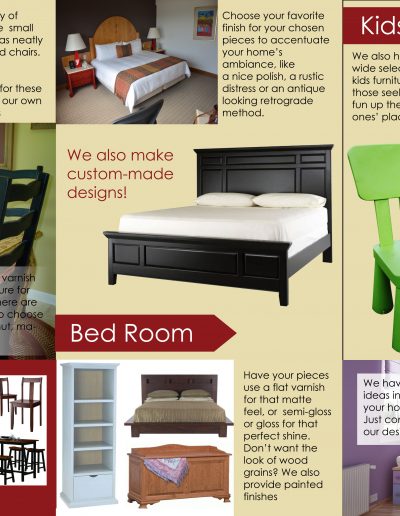 y of
e small
as neatly
d chairs.
for these
our own
s
varnish
ure for
here are
o choose
nut, ma-
Choose your favorite
finish for your chosen
pieces to accentuate
your home's
ambiance, like
a nice polish, a rustic
distress or an antique
looking retrograde
method.
We also make
custom-made
designs!
Bed Room
Have your pieces
use a flat varnish
for that matte
feel, or semi-gloss
or gloss for that
perfect shine.
Don't want the
look of wood
grains? We also
provide painted
finishes
Kids
We also h
wide selec
kids furnitu
those seek
fun up the
ones' plac
We hav
ideas in
your ho
Just con
our des